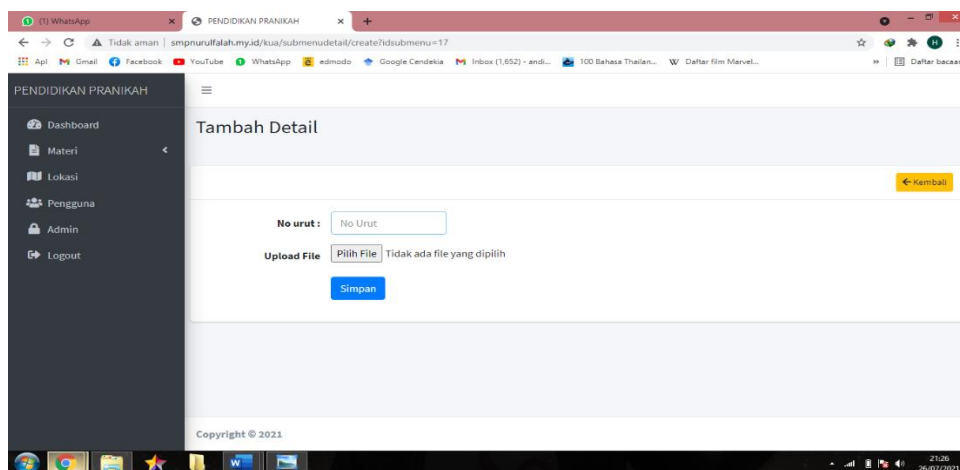 (1) WhatsApp
PENDIDIKAN PRANIKAH
Tidak aman | smpnurulfalah.my.id/kua/submenudetail/create?idsubmenu=17
H
Apl Gmail Facebook YouTube WhatsApp edmodo Google Cendekia Inbox (1,652) - andi... 100 Bahasa Thailan... W Daftar film Marvel... » Daftar bacaan
PENDIDIKAN PRANIKAH
Dashboard
Materi
Lokasi
Pengguna
Admin
Logout
Tambah Detail
Kembali
No urut : No Urut
Upload File Pilih File Tidak ada file yang dipilih
Simpan
Copyright © 2021
21:26
26/07/2021